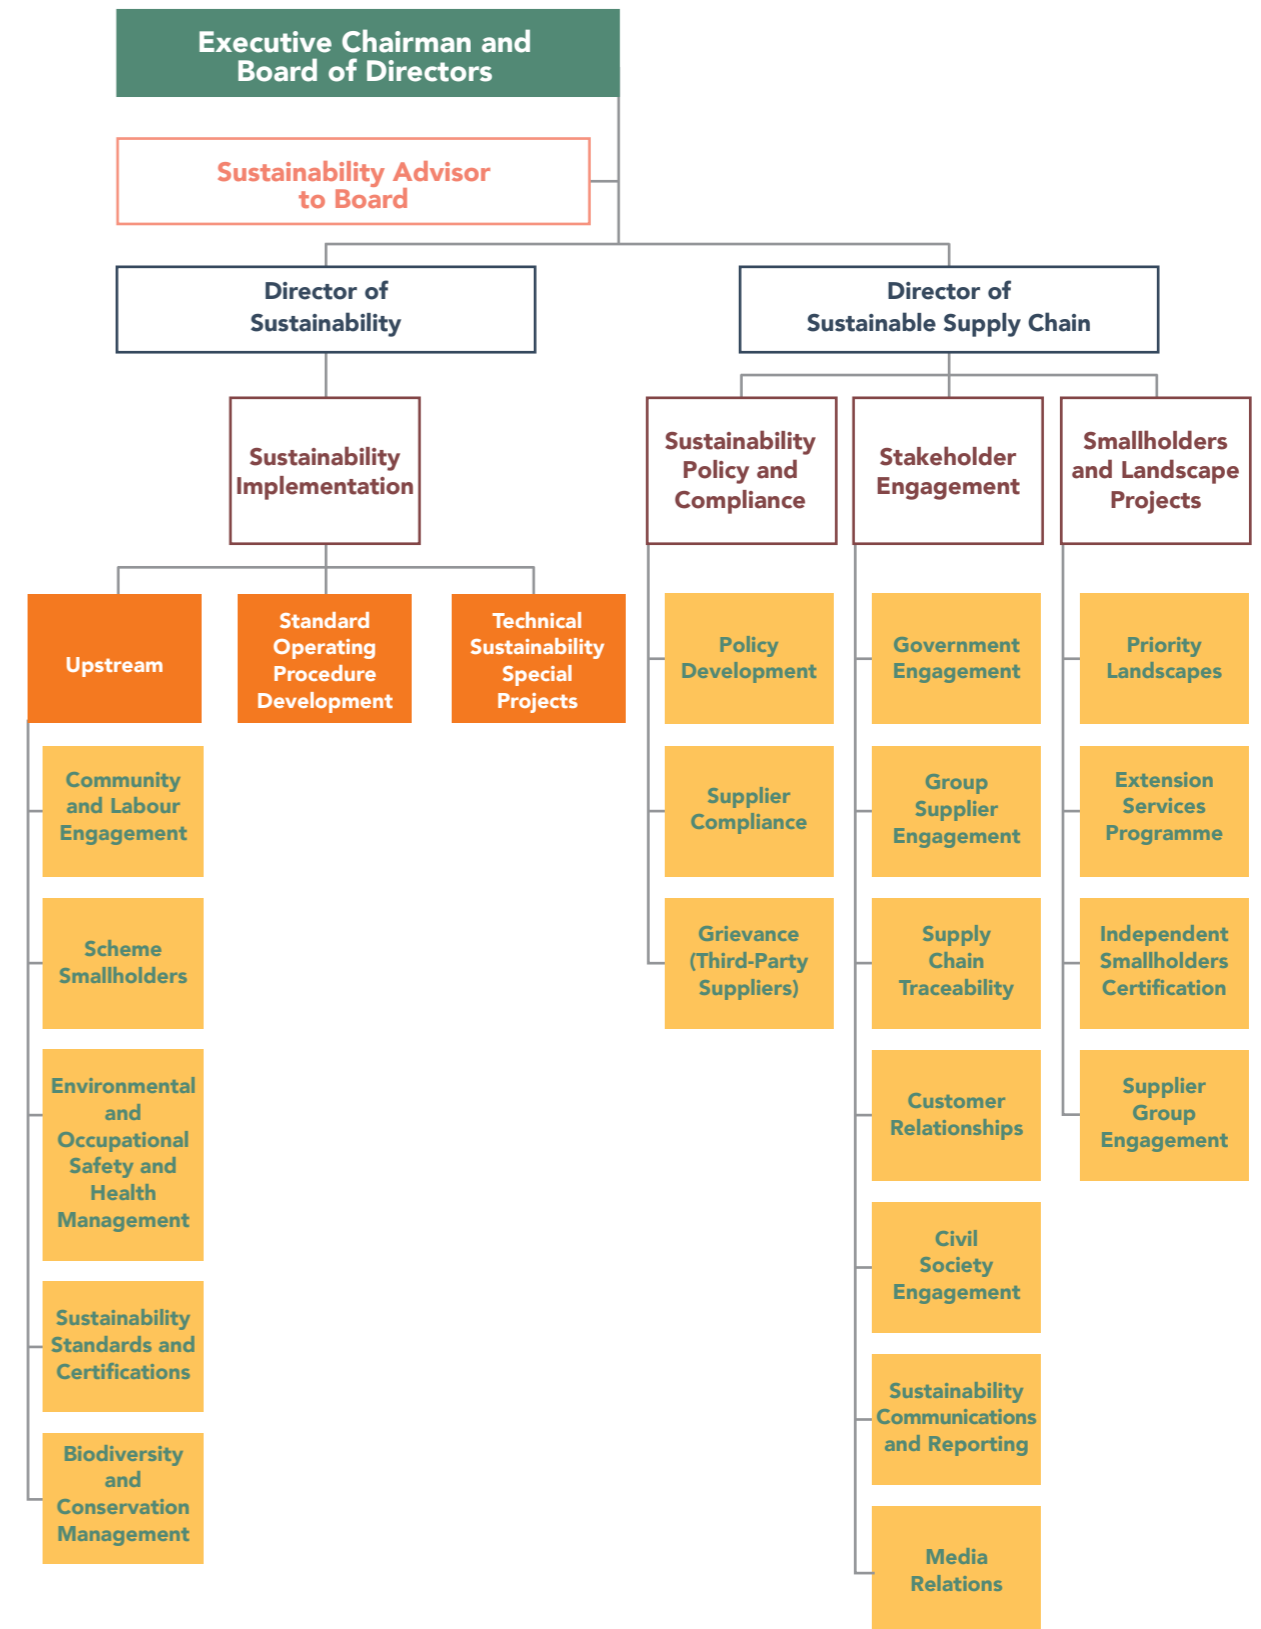 Executive Chairman and
Board of Directors
Sustainability Advisor
to Board
Director of
Sustainability
Director of
Sustainable Supply Chain
Sustainability
Implementation
Sustainability
Policy and
Compliance
Stakeholder
Engagement
Smallholders
and Landscape
Projects
Upstream
Standard
Operating
Procedure
Development
Technical
Sustainability
Special
Projects
Community
and Labour
Engagement
Scheme
Smallholders
Environmental
and
Occupational
Safety and
Health
Management
Sustainability
Standards and
Certifications
Biodiversity
and
Conservation
Management
Policy
Development
Supplier
Compliance
Grievance
(Third-Party
Suppliers)
Government
Engagement
Group
Supplier
Engagement
Supply
Chain
Traceability
Customer
Relationships
Civil
Society
Engagement
Sustainability
Communications
and Reporting
Media
Relations
Priority
Landscapes
Extension
Services
Programme
Independent
Smallholders
Certification
Supplier
Group
Engagement